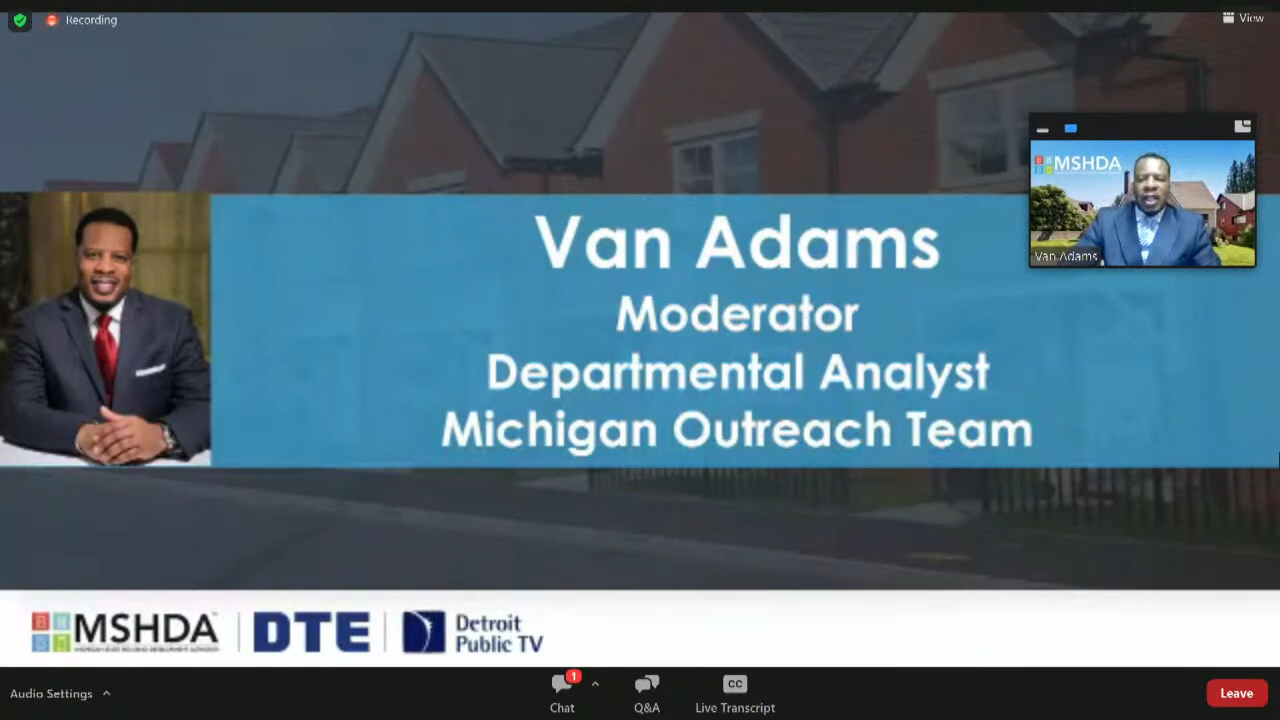 Recording
View
MSHDA
Van Adams
Van Adams
Moderator
Departmental Analyst
Michigan Outreach Team
MSHDA
DTE
Detroit
Public TV
Audio Settings
1
Chat
Q&A
CC
Live Transcript
Leave